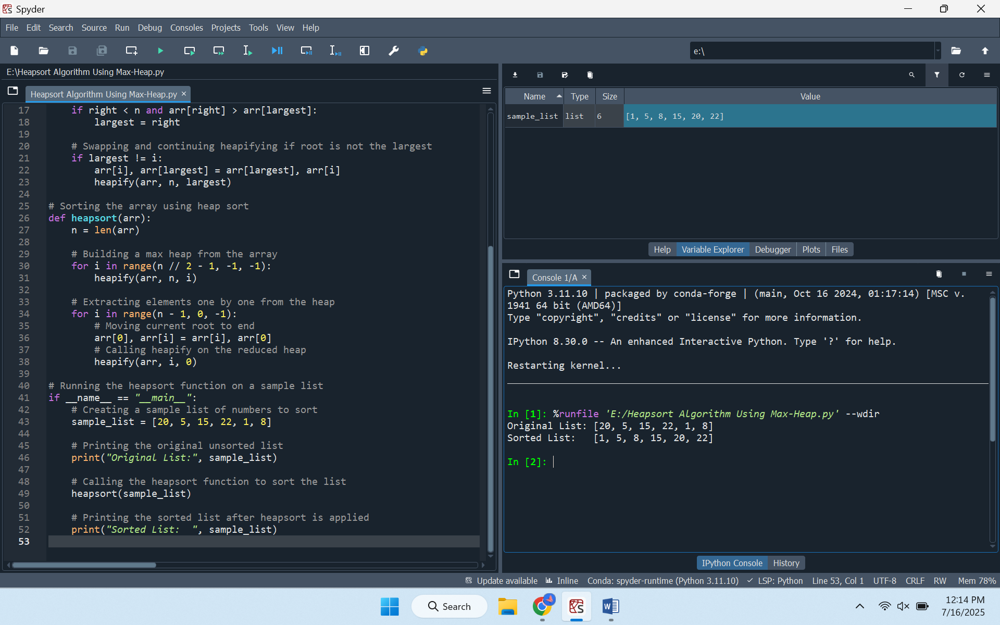 Spyder
File Edit Search Source Run Debug Consoles Projects Tools View Help
e:\
E:\Heapsort Algorithm Using Max-Heap.py
Heapsort Algorithm Using Max-Heap.py
17     if right < n and arr[right] > arr[largest]:
18         largest = right
19
20     # Swapping and continuing heapifying if root is not the largest
21     if largest != i:
22         arr[i], arr[largest] = arr[largest], arr[i]
23         heapify(arr, n, largest)
24
25 # Sorting the array using heap sort
26 def heapsort(arr):
27     n = len(arr)
28
29     # Building a max heap from the array
30     for i in range(n // 2 - 1, -1, -1):
31         heapify(arr, n, i)
32
33     # Extracting elements one by one from the heap
34     for i in range(n - 1, 0, -1):
35         # Moving current root to end
36         arr[0], arr[i] = arr[i], arr[0]
37         # Calling heapify on the reduced heap
38         heapify(arr, i, 0)
39
40 # Running the heapsort function on a sample list
41 if __name__ == "__main__":
42     # Creating a sample list of numbers to sort
43     sample_list = [20, 5, 15, 22, 1, 8]
44
45     # Printing the original unsorted list
46     print("Original List:", sample_list)
47
48     # Calling the heapsort function to sort the list
49     heapsort(sample_list)
50
51     # Printing the sorted list after heapsort is applied
52     print("Sorted List:  ", sample_list)
53
Name Type Size Value
sample_list list 6 [1, 5, 8, 15, 20, 22]
Help Variable Explorer Debugger Plots Files
Console 1/A
Python 3.11.10 | packaged by conda-forge | (main, Oct 16 2024, 01:17:14) [MSC v.
1941 64 bit (AMD64)]
Type "copyright", "credits" or "license" for more information.
IPython 8.30.0 -- An enhanced Interactive Python. Type '?' for help.
Restarting kernel...
In [1]: %runfile 'E:/Heapsort Algorithm Using Max-Heap.py' --wdir
Original List: [20, 5, 15, 22, 1, 8]
Sorted List:   [1, 5, 8, 15, 20, 22]
In [2]:
IPython Console History
Update available Inline Conda: spyder-runtime (Python 3.11.10) LSP: Python Line 53, Col 1 UTF-8 CRLF RW Mem 78%
Search
12:14 PM
7/16/2025